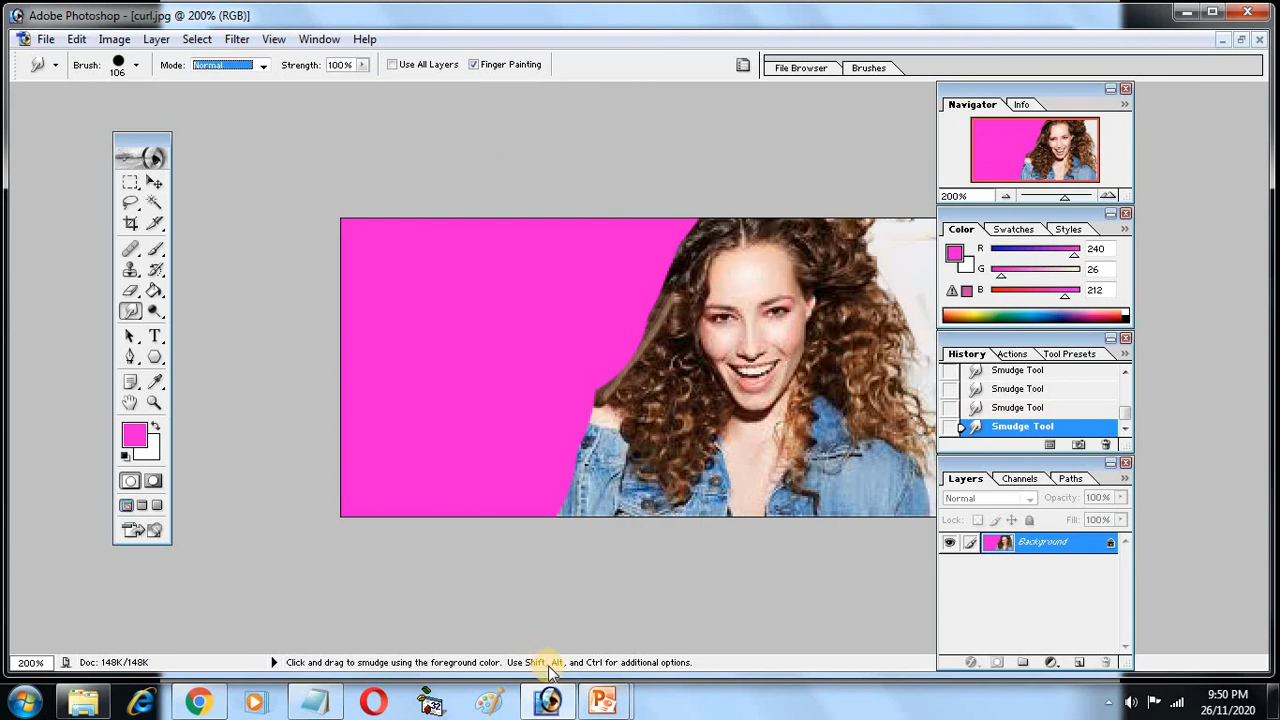 Adobe Photoshop - [curl.jpg @ 200% (RGB)]
File Edit Image Layer Select Filter View Window Help
Brush: 106 Mode: Normal Strength: 100% Use All Layers Finger Painting File Browser Brushes
Navigator Info
200%
Color Swatches Styles
R 240
G 26
B 212
History Actions Tool Presets
Smudge Tool
Smudge Tool
Smudge Tool
Smudge Tool
Layers Channels Paths
Normal Opacity: 100%
Lock: Fill: 100%
Background
200% Doc: 148K/148K Click and drag to smudge using the foreground color. Use Shift, Alt, and Ctrl for additional options.
9:50 PM
26/11/2020